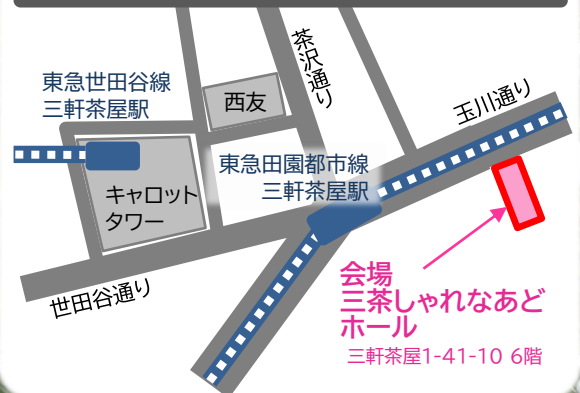 東急世田谷線
三軒茶屋駅
西友
茶沢通り
玉川通り
東急田園都市線
三軒茶屋駅
キャロット
タワー
世田谷通り
会場
三茶しゃれなあど
ホール
三軒茶屋1-41-10 6階